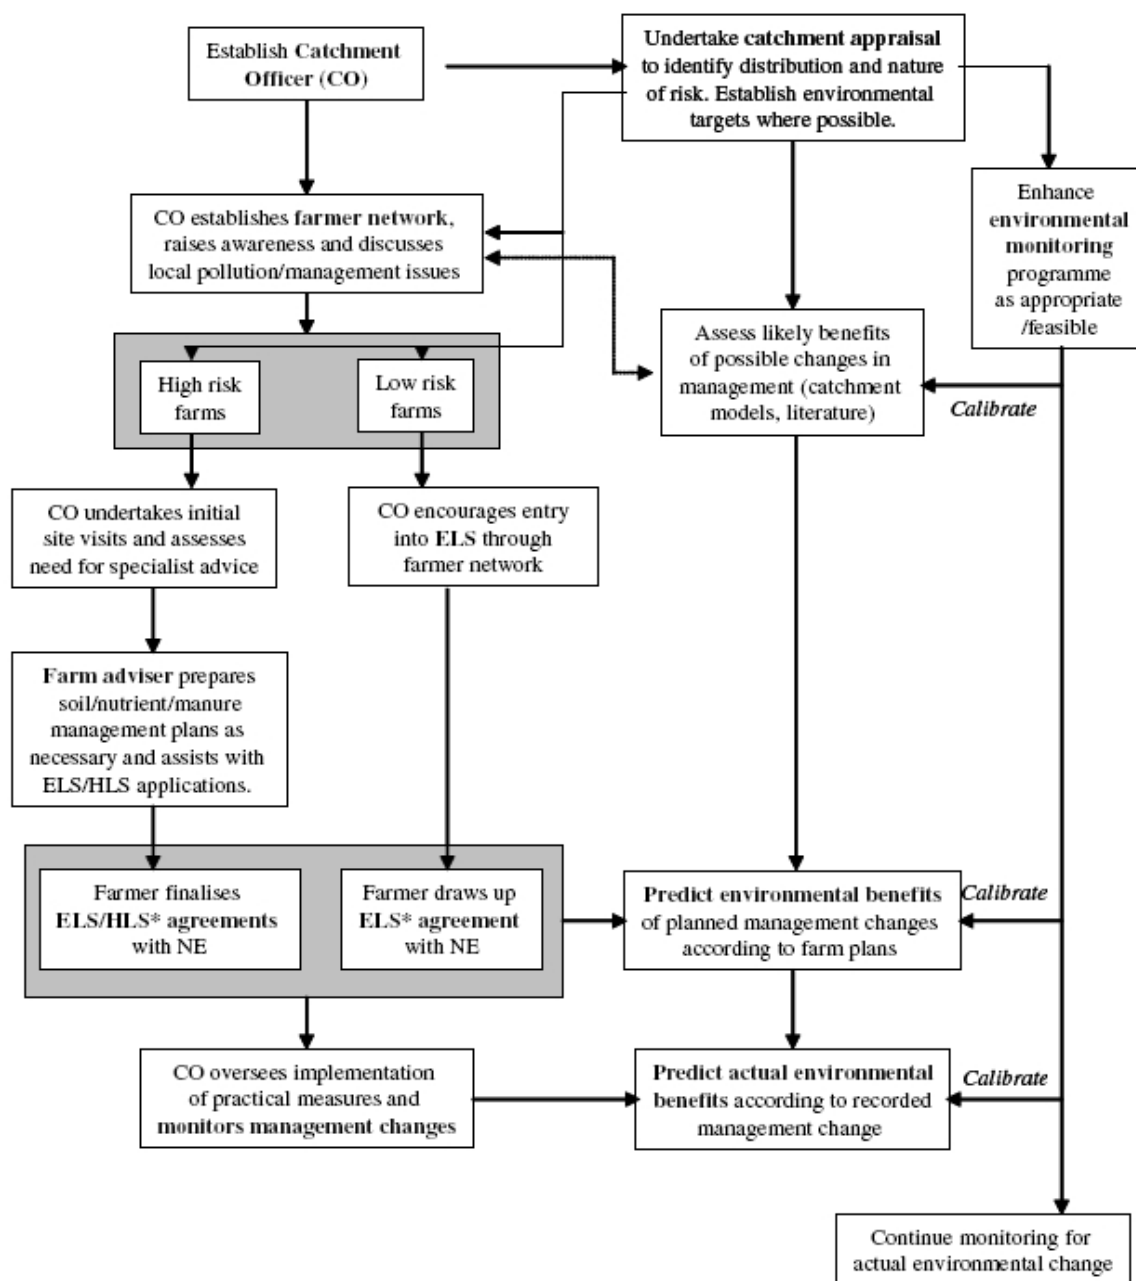 Establish Catchment
Officer (CO)
Undertake catchment appraisal
to identify distribution and nature
of risk. Establish environmental
targets where possible.
CO establishes farmer network,
raises awareness and discusses
local pollution/management issues
Enhance
environmental
monitoring
programme
as appropriate
/feasible
High risk
farms
Low risk
farms
Assess likely benefits
of possible changes in
management (catchment
models, literature)
Calibrate
CO undertakes initial
site visits and assesses
need for specialist advice
CO encourages entry
into ELS through
farmer network
Farm adviser prepares
soil/nutrient/manure
management plans as
necessary and assists with
ELS/HLS applications.
Farmer finalises
ELS/HLS* agreements
with NE
Farmer draws up
ELS* agreement
with NE
Predict environmental benefits
of planned management changes
according to farm plans
Calibrate
CO oversees implementation
of practical measures and
monitors management changes
Predict actual environmental
benefits according to recorded
management change
Calibrate
Continue monitoring for
actual environmental change